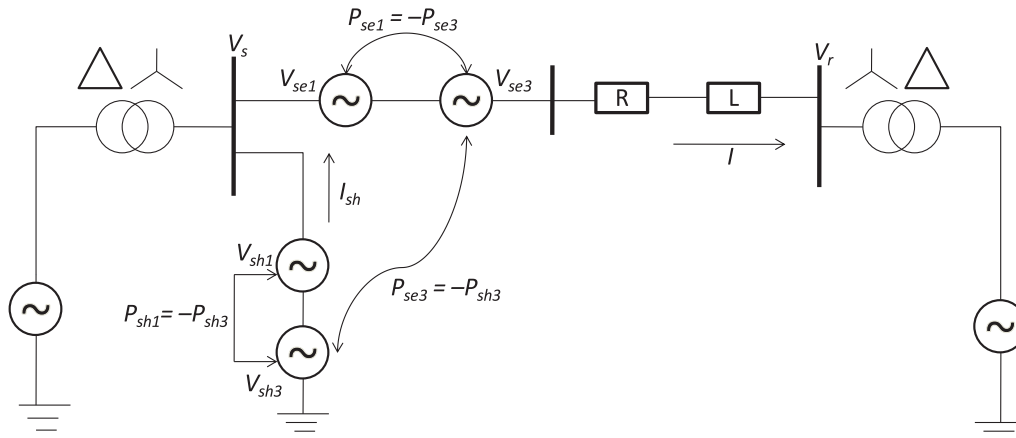 P_se1 = –P_se3
V_s
V_r
V_se1
V_se3
R
L
I
I_sh
V_sh1
P_se3 = –P_sh3
P_sh1 = –P_sh3
V_sh3